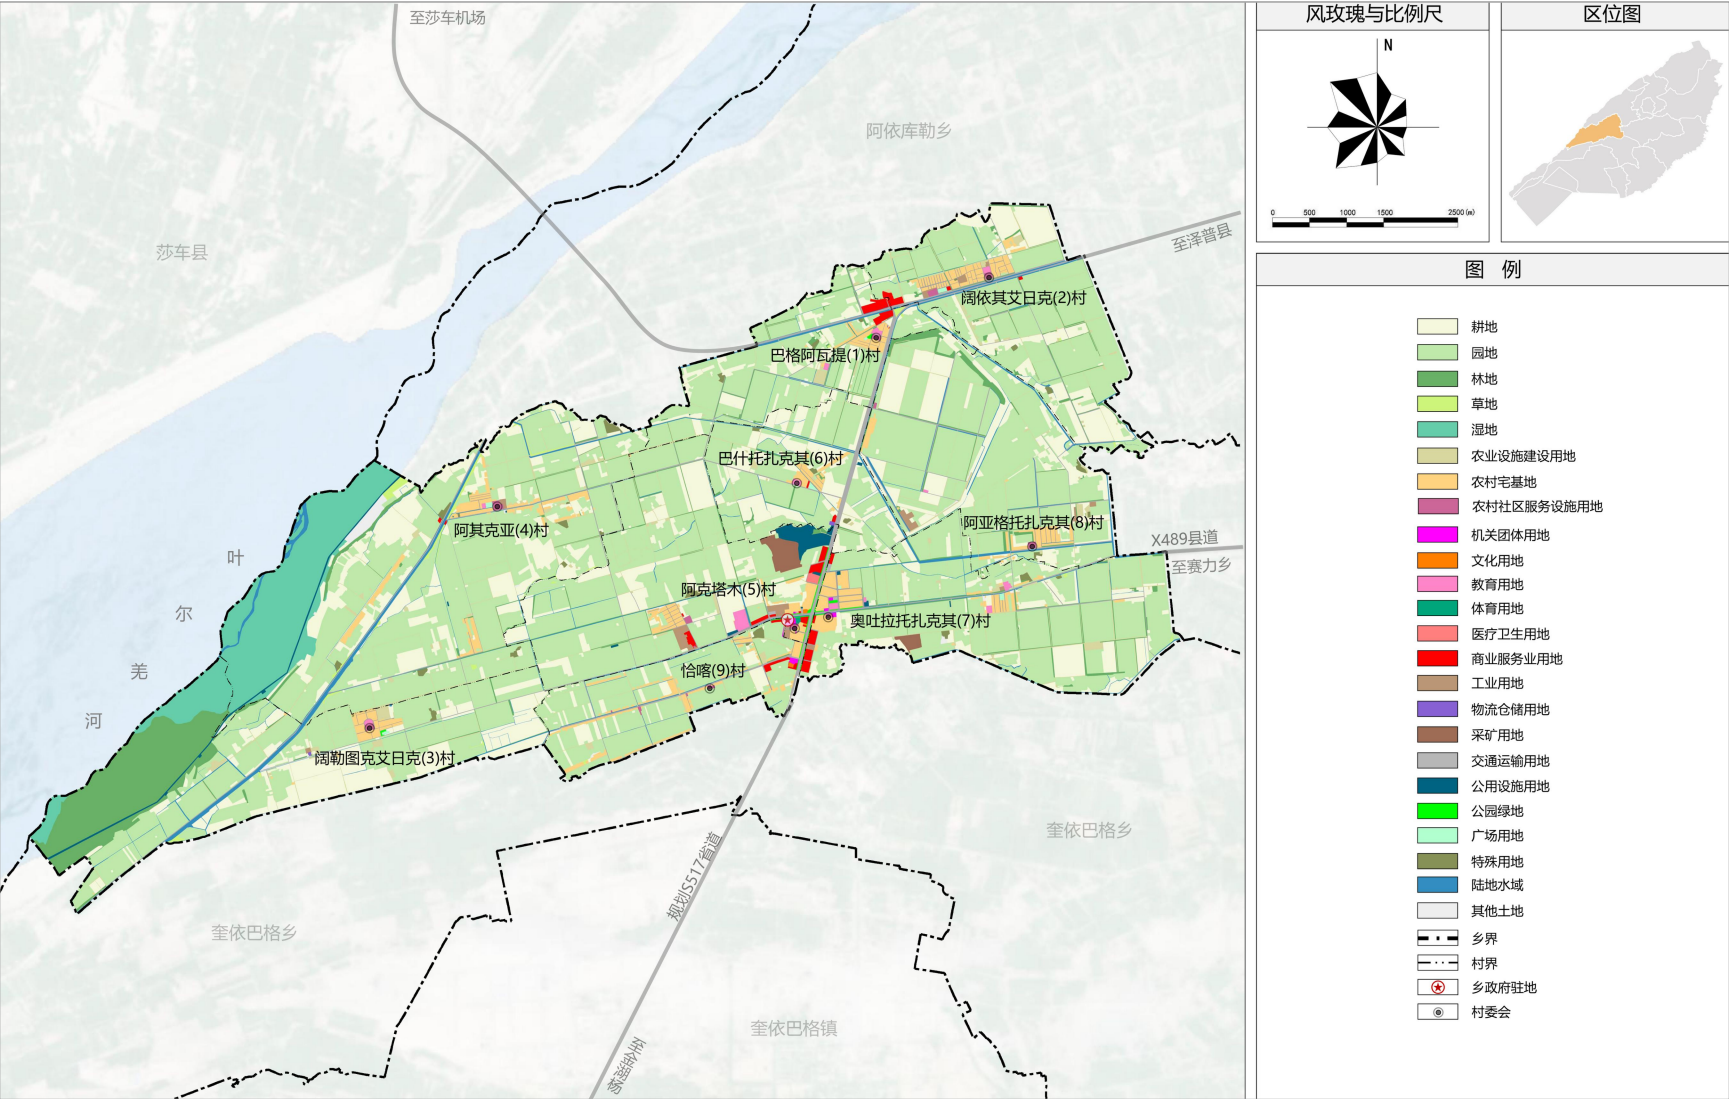 至莎车机场
阿依库勒乡
莎车县
至泽普县
阔依其艾日克(2)村
巴格阿瓦提(1)村
巴什托扎克其(6)村
阿其克亚(4)村
阿亚格托扎克其(8)村
X489县道
至赛力乡
叶
尔
羌
河
阿克塔木(5)村
奥吐拉托扎克其(7)村
恰喀(9)村
阔勒图克艾日克(3)村
规划S517省道
奎依巴格乡
奎依巴格乡
奎依巴格镇
风玫瑰与比例尺
N
0 500 1000 1500 2500 (m)
区位图
图 例
耕地
园地
林地
草地
湿地
农业设施建设用地
农村宅基地
农村社区服务设施用地
机关团体用地
文化用地
教育用地
体育用地
医疗卫生用地
商业服务业用地
工业用地
物流仓储用地
采矿用地
交通运输用地
公用设施用地
公园绿地
广场用地
特殊用地
陆地水域
其他土地
乡界
村界
乡政府驻地
村委会